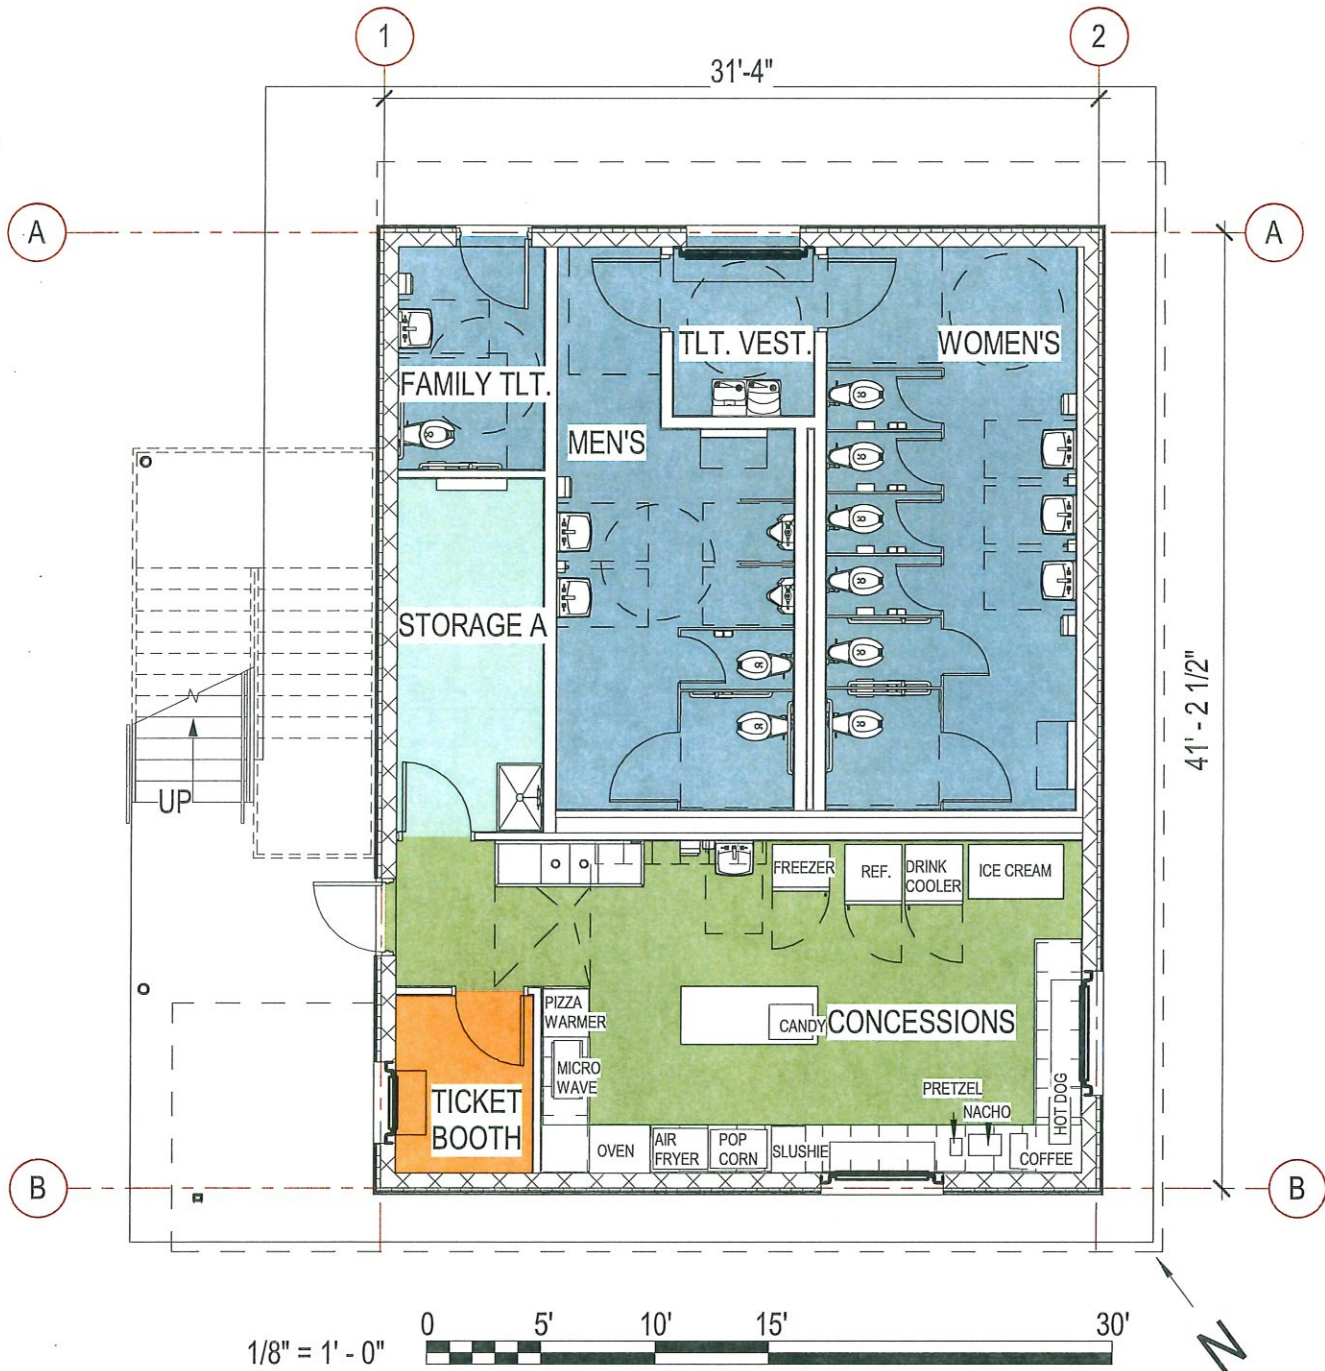 1
2
31'-4"
A
A
TLT. VEST.
WOMEN'S
FAMILY TLT.
MEN'S
STORAGE A
41' - 2 1/2"
UP
FREEZER
REF.
DRINK
COOLER
ICE CREAM
PIZZA
WARMER
CANDY
CONCESSIONS
MICRO
WAVE
PRETZEL
NACHO
HOT DOG
TICKET
BOOTH
OVEN
AIR
FRYER
POP
CORN
SLUSHIE
COFFEE
B
B
0 5' 10' 15' 30'
1/8" = 1' - 0"
N